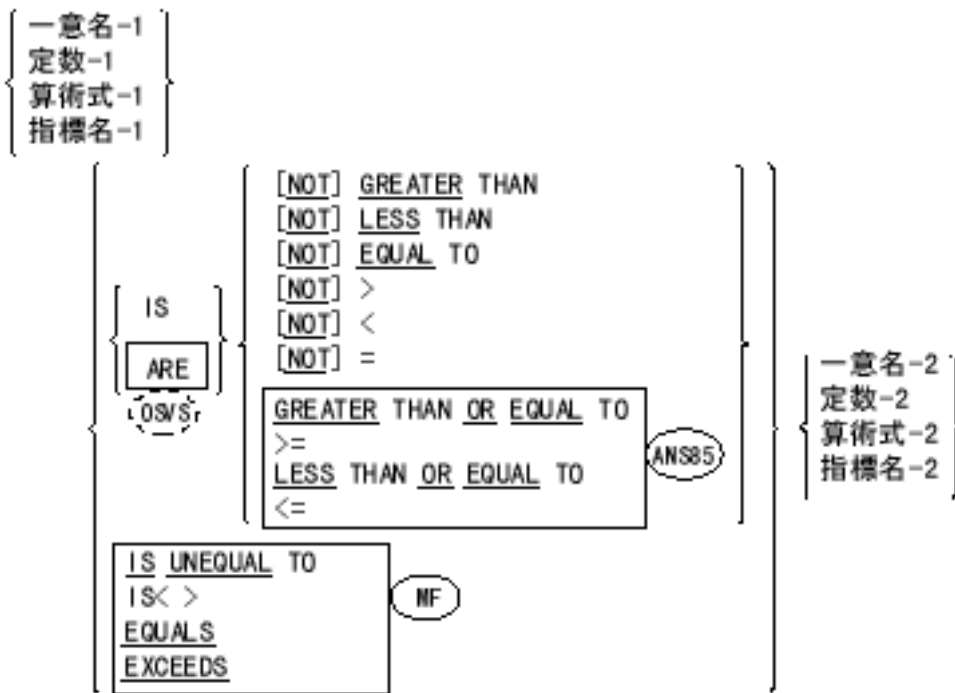 一意名-1
定数-1
算術式-1
指標名-1
[NOT] GREATER THAN
[NOT] LESS THAN
[NOT] EQUAL TO
[NOT] >
[NOT] <
[NOT] =
IS
ARE
OSVS
GREATER THAN OR EQUAL TO
>=
LESS THAN OR EQUAL TO
<=
ANS85
IS UNEQUAL TO
IS< >
EQUALS
EXCEEDS
MF
一意名-2
定数-2
算術式-2
指標名-2